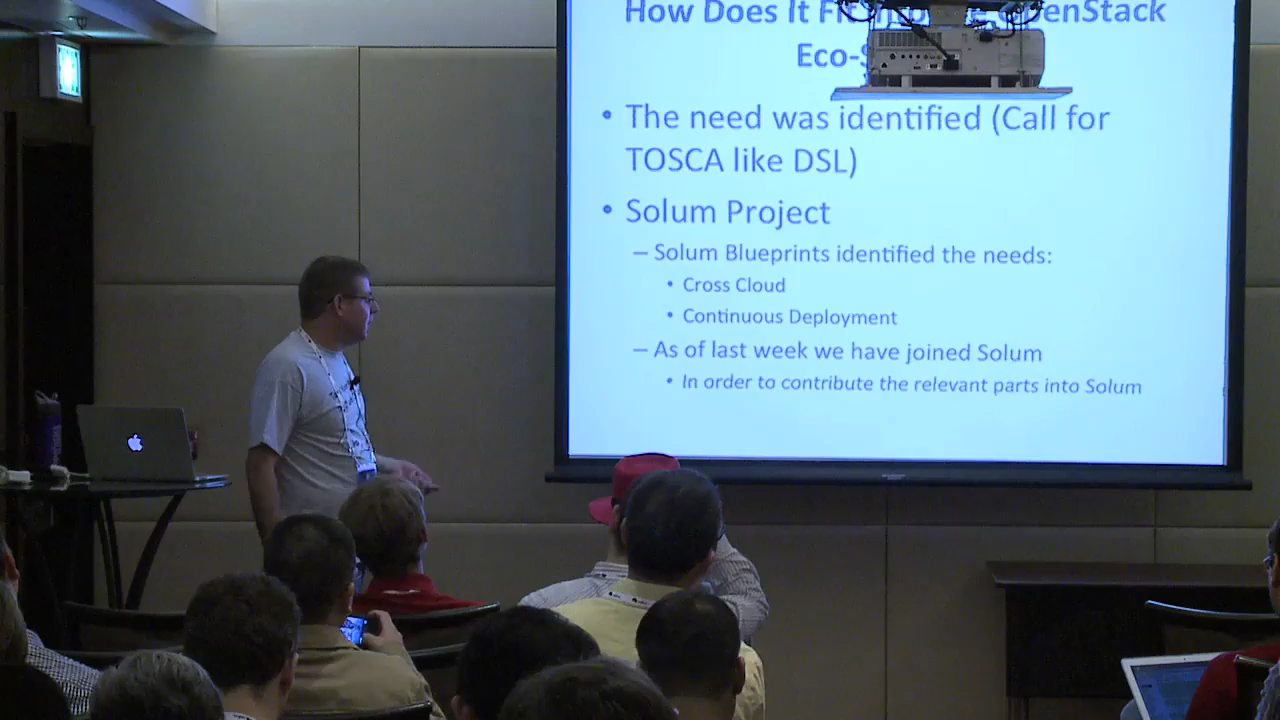 How Does It Fit OpenStack
Eco-S
• The need was identified (Call for
TOSCA like DSL)
• Solum Project
– Solum Blueprints identified the needs:
• Cross Cloud
• Continuous Deployment
– As of last week we have joined Solum
• In order to contribute the relevant parts into Solum